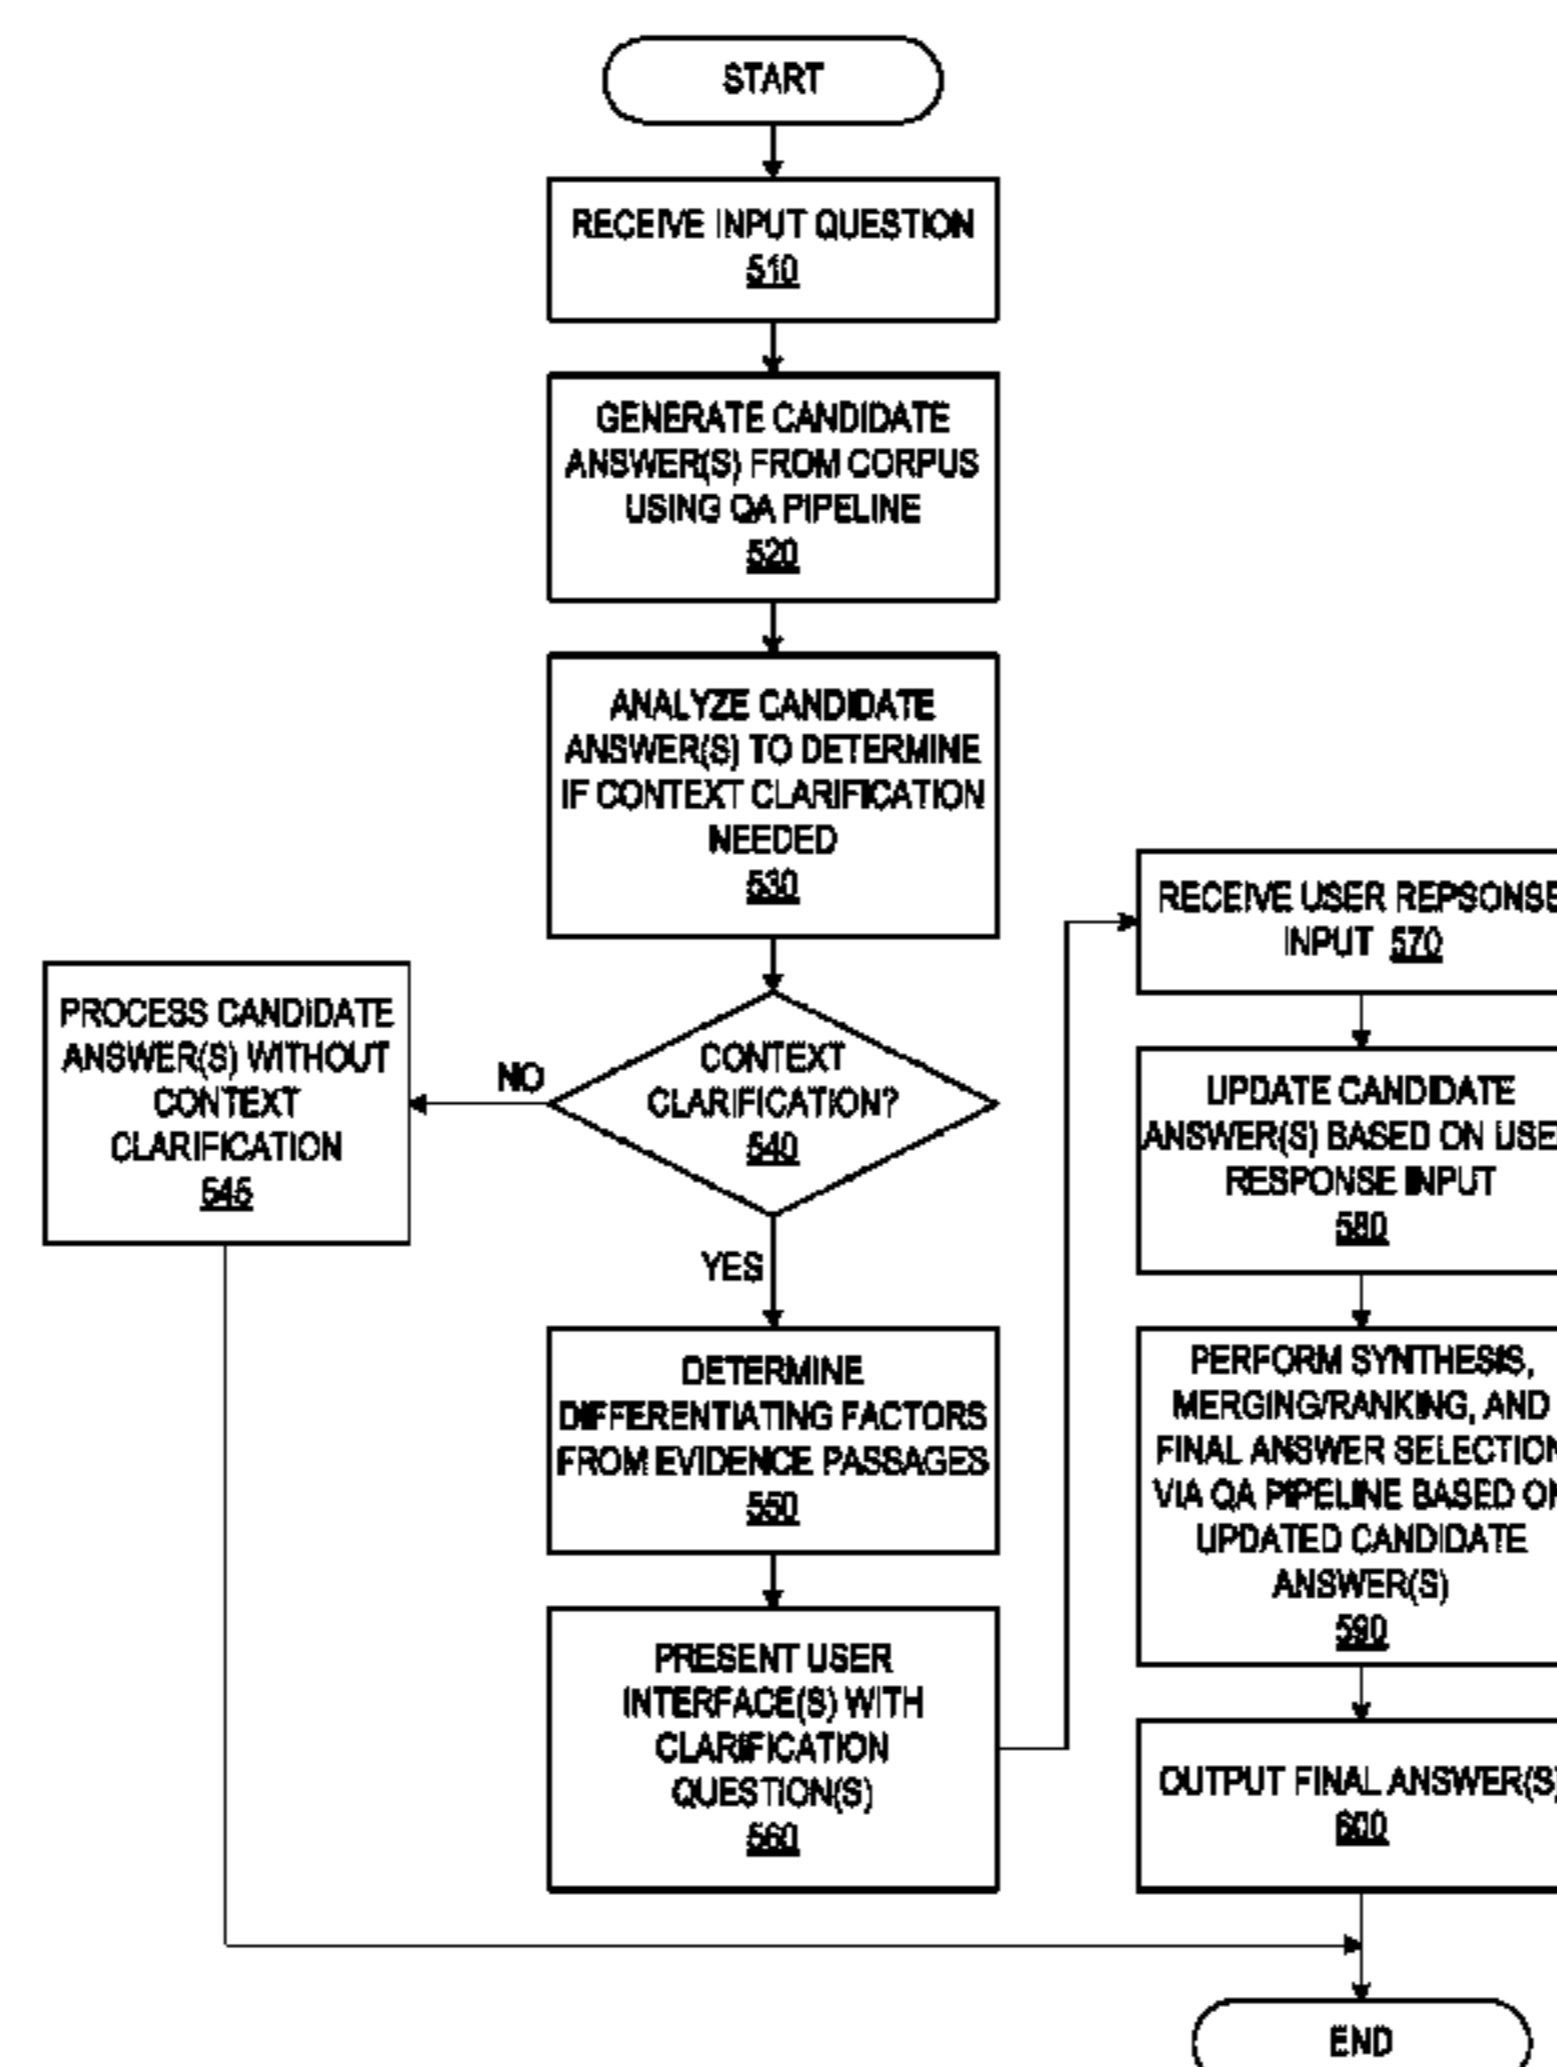 START
RECEIVE INPUT QUESTION
510
GENERATE CANDIDATE
ANSWER(S) FROM CORPUS
USING QA PIPELINE
520
ANALYZE CANDIDATE
ANSWER(S) TO DETERMINE
IF CONTEXT CLARIFICATION
NEEDED
530
CONTEXT
CLARIFICATION?
540
NO
PROCESS CANDIDATE
ANSWER(S) WITHOUT
CONTEXT
CLARIFICATION
545
YES
DETERMINE
DIFFERENTIATING FACTORS
FROM EVIDENCE PASSAGES
550
PRESENT USER
INTERFACE(S) WITH
CLARIFICATION
QUESTION(S)
560
RECEIVE USER REPSONSE
INPUT 570
UPDATE CANDIDATE
ANSWER(S) BASED ON USE
RESPONSE INPUT
580
PERFORM SYNTHESIS,
MERGING/RANKING, AND
FINAL ANSWER SELECTION
VIA QA PIPELINE BASED ON
UPDATED CANDIDATE
ANSWER(S)
590
OUTPUT FINAL ANSWER(S)
600
END